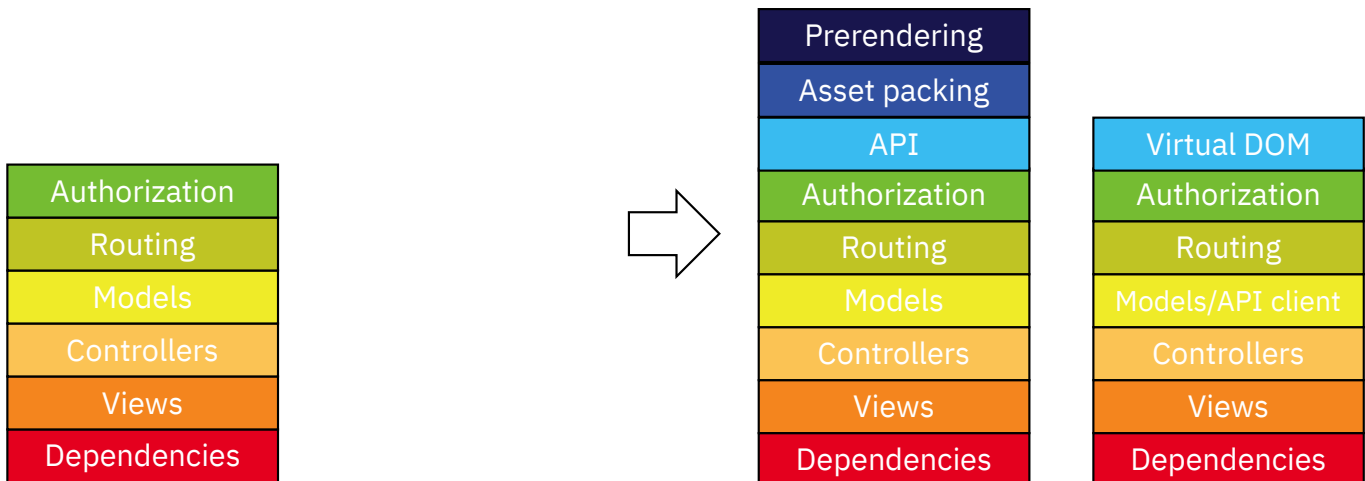 Authorization
Routing
Models
Controllers
Views
Dependencies
Prerendering
Asset packing
API
Authorization
Routing
Models
Controllers
Views
Dependencies
Virtual DOM
Authorization
Routing
Models/API client
Controllers
Views
Dependencies